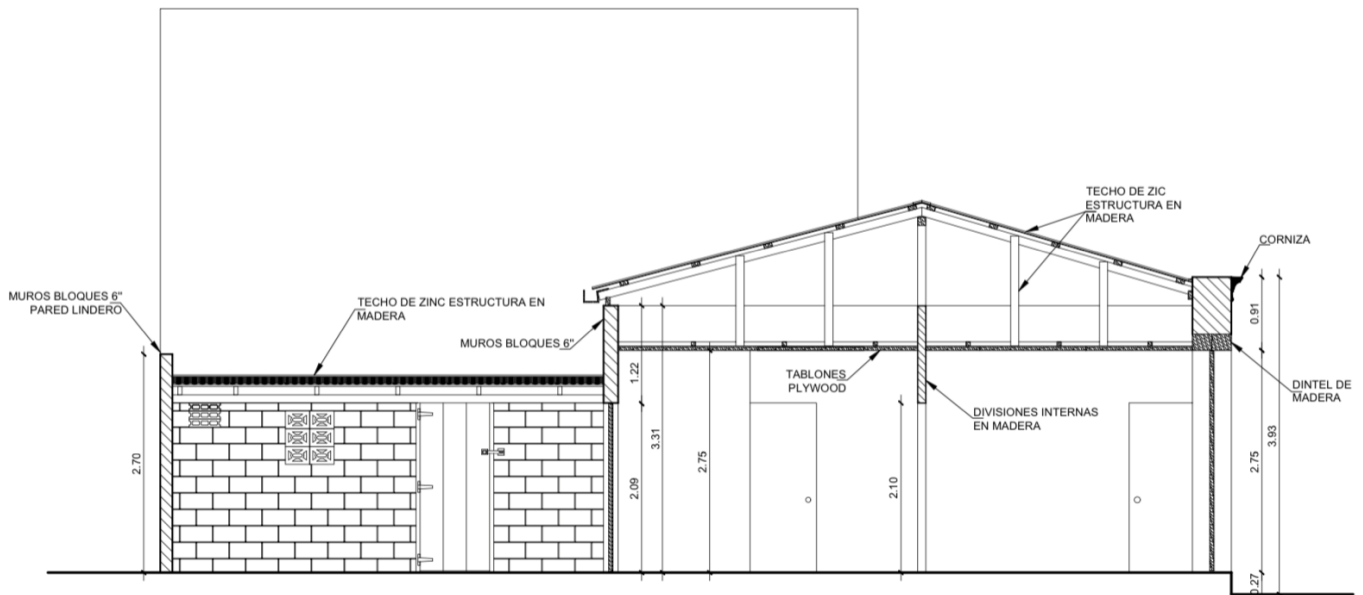 TECHO DE ZIC
ESTRUCTURA EN
MADERA
CORNIZA
MUROS BLOQUES 6"
PARED LINDERO
TECHO DE ZINC ESTRUCTURA EN
MADERA
MUROS BLOQUES 6"
TABLONES
PLYWOOD
DIVISIONES INTERNAS
EN MADERA
DINTEL DE
MADERA
2.70
1.22
2.09
3.31
2.75
2.10
0.91
2.75
3.93
0.27